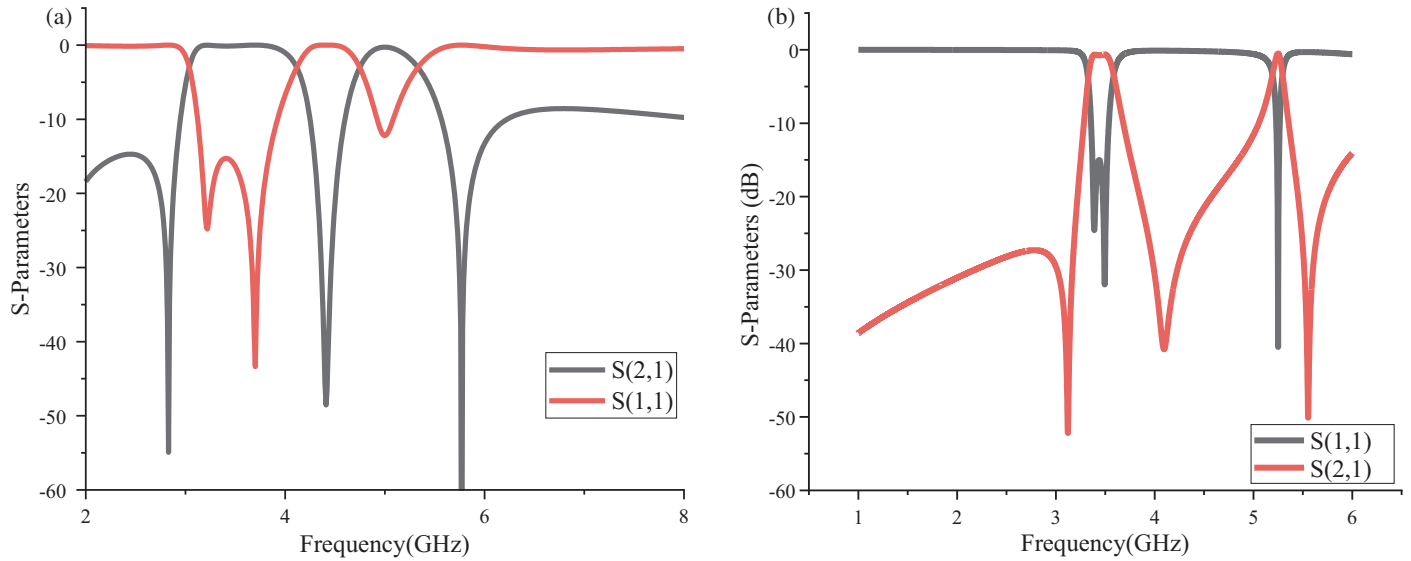 (a)
0
-10
-20
-30
-40
-50
-60
S-Parameters
2
4
6
8
Frequency(GHz)
S(2,1)
S(1,1)
(b)
0
-10
-20
-30
-40
-50
-60
S-Parameters (dB)
1
2
3
4
5
6
Frequency(GHz)
S(1,1)
S(2,1)